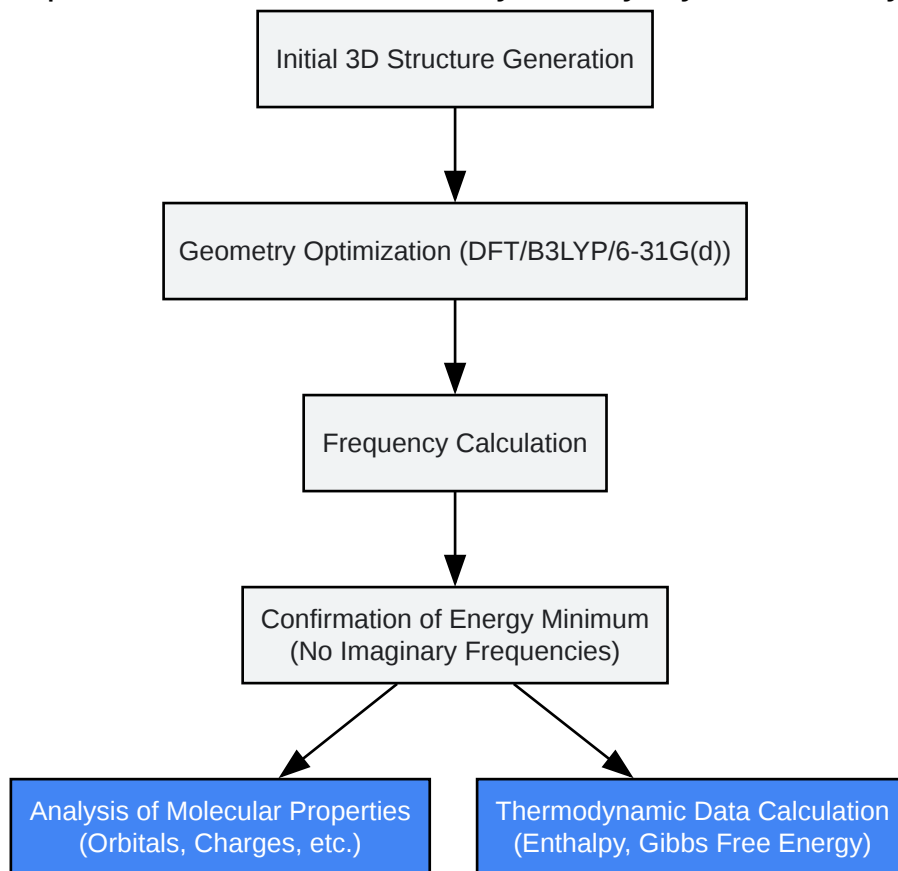 Initial 3D Structure Generation
Geometry Optimization (DFT/B3LYP/6-31G(d))
Frequency Calculation
Confirmation of Energy Minimum
(No Imaginary Frequencies)
Analysis of Molecular Properties
(Orbitals, Charges, etc.)
Thermodynamic Data Calculation
(Enthalpy, Gibbs Free Energy)